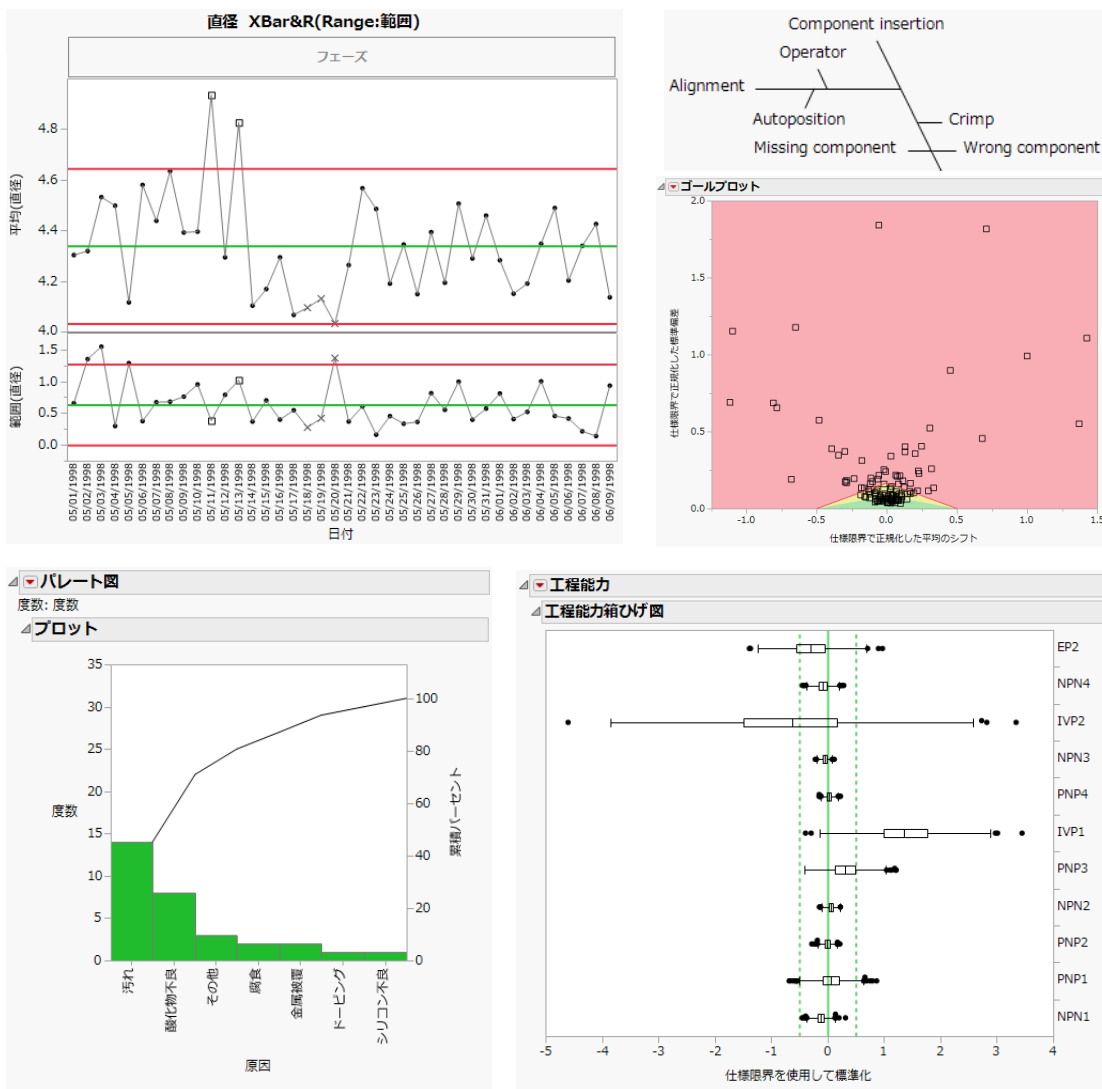 直径 XBar&R(Range:範囲)
フェーズ
平均(直径)
4.8
4.6
4.4
4.2
4.0
範囲(直径)
1.5
1.0
0.5
0.0
05/01/1998
05/02/1998
05/03/1998
05/04/1998
05/05/1998
05/06/1998
05/07/1998
05/08/1998
05/09/1998
05/10/1998
05/11/1998
05/12/1998
05/13/1998
05/14/1998
05/15/1998
05/16/1998
05/17/1998
05/18/1998
05/19/1998
05/20/1998
05/21/1998
05/22/1998
05/23/1998
05/24/1998
05/25/1998
05/26/1998
05/27/1998
05/28/1998
05/29/1998
05/30/1998
05/31/1998
06/01/1998
06/02/1998
06/03/1998
06/04/1998
06/05/1998
06/06/1998
06/07/1998
06/08/1998
06/09/1998
日付
Component insertion
Operator
Alignment
Autoposition
Crimp
Missing component
Wrong component
ゴールプロット
仕様限界で正規化した標準偏差
2.0
1.5
1.0
0.5
0.0
-1.0
-0.5
0.0
0.5
1.0
1.5
仕様限界で正規化した平均のシフト
パレート図
度数: 度数
プロット
度数
35
30
25
20
15
10
5
0
100
80
60
40
20
0
累積パーセント
汚れ
酸化物不良
その他
腐食
金属被覆
ドーピング
シリコン不良
原因
工程能力
工程能力箱ひげ図
EP2
NPN4
IVP2
NPN3
PNP4
IVP1
PNP3
NPN2
PNP2
PNP1
NPN1
-5
-4
-3
-2
-1
0
1
2
3
4
仕様限界を使用して標準化